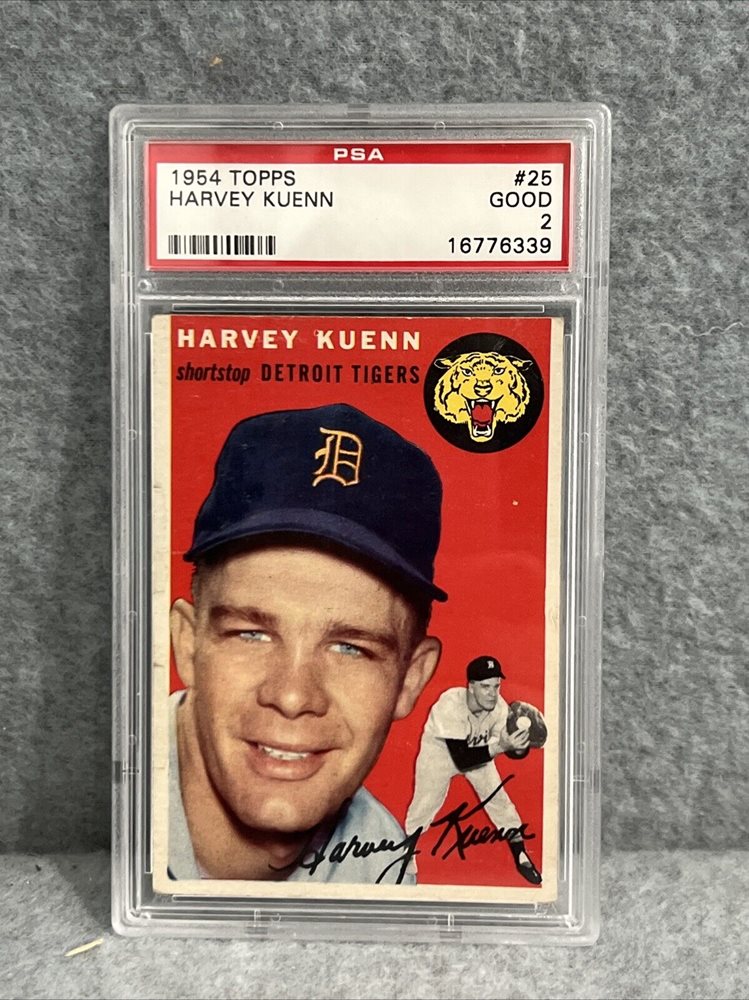 PSA
1954 TOPPS #25
HARVEY KUENN GOOD
2
16776339
HARVEY KUENN
shortstop DETROIT TIGERS
D
Harvey Kuenn